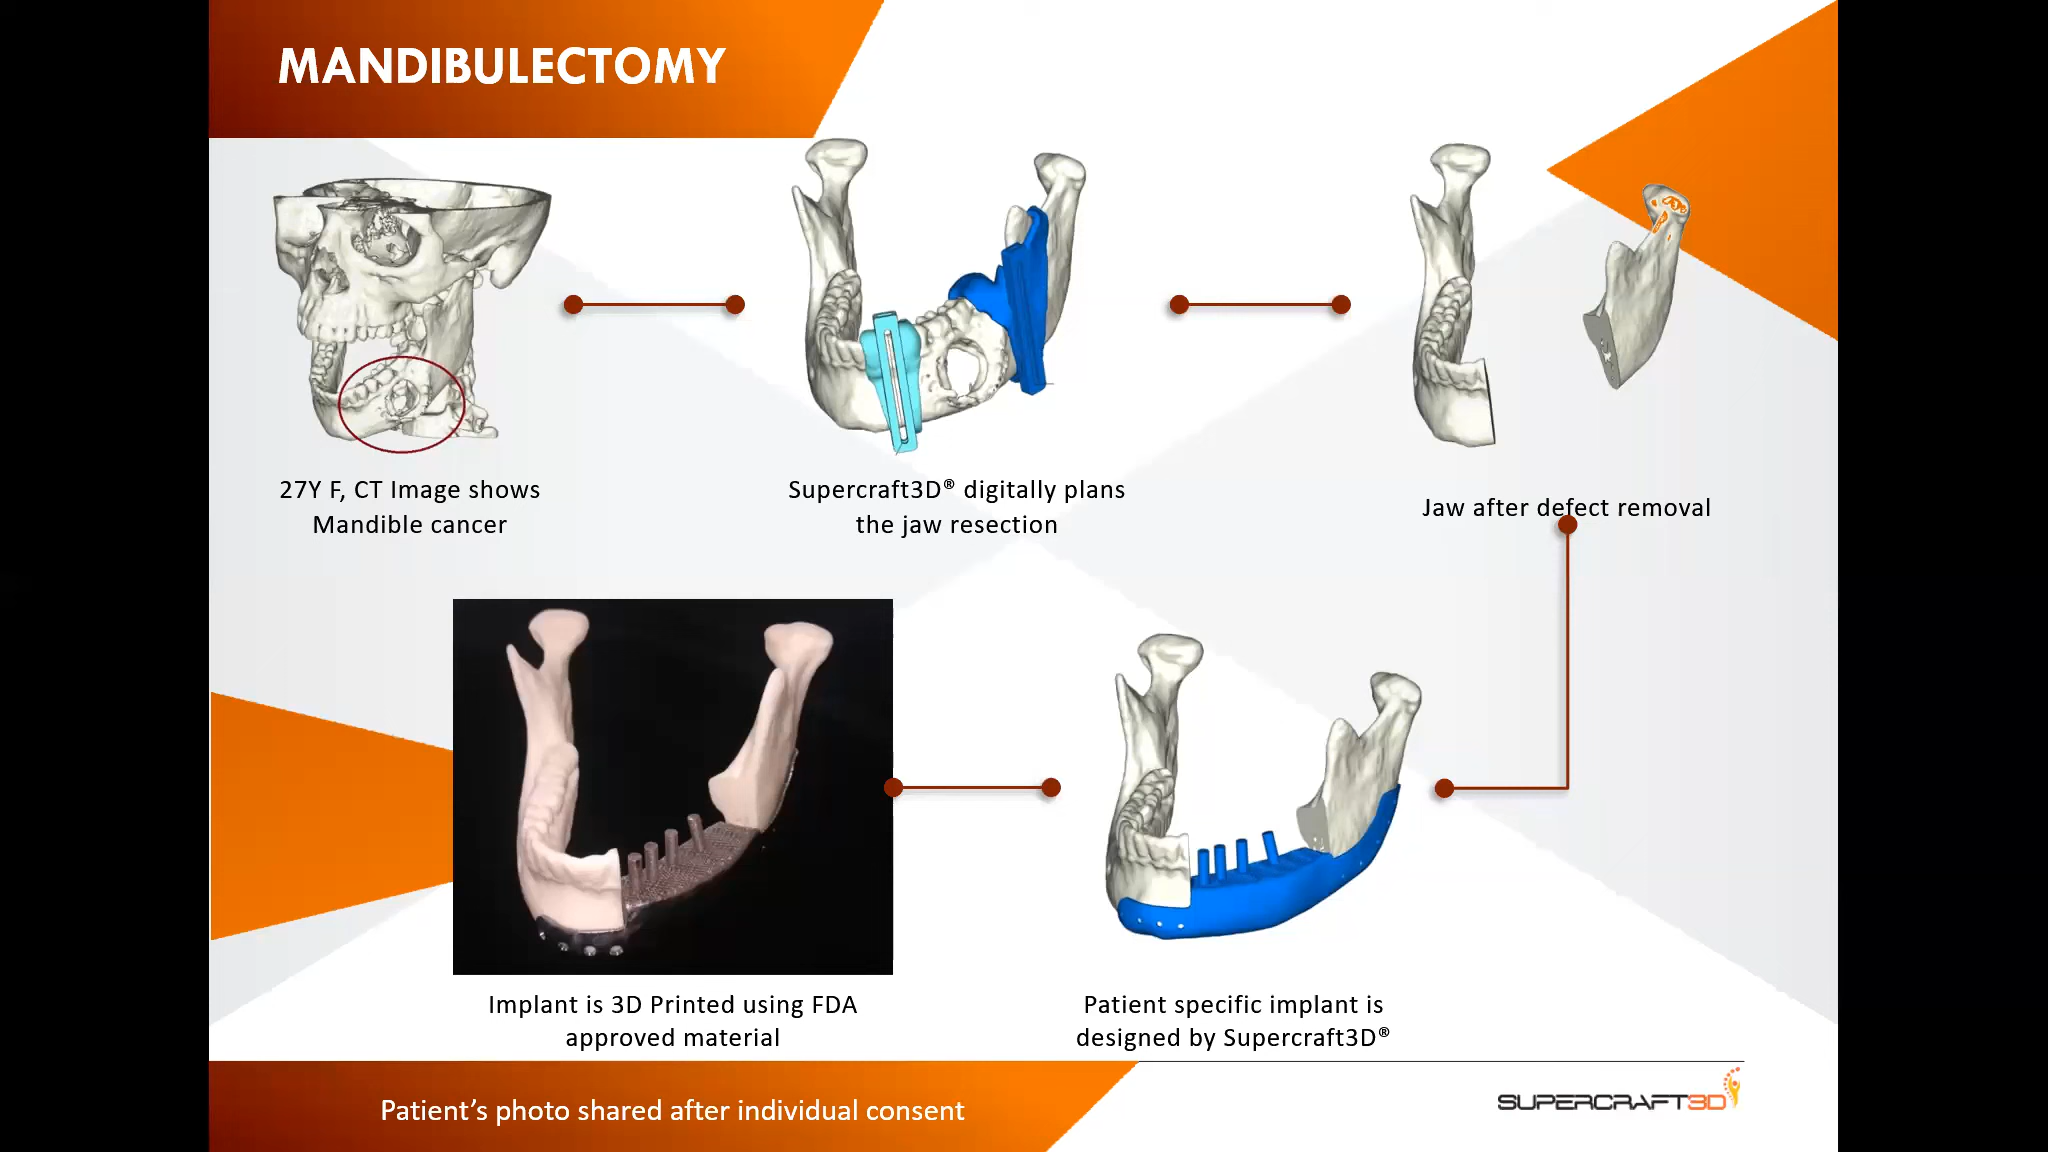 MANDIBULECTOMY
27Y F, CT Image shows
Mandible cancer
Supercraft3D® digitally plans
the jaw resection
Jaw after defect removal
Implant is 3D Printed using FDA
approved material
Patient specific implant is
designed by Supercraft3D®
Patient's photo shared after individual consent
SUPERCRAFT3D